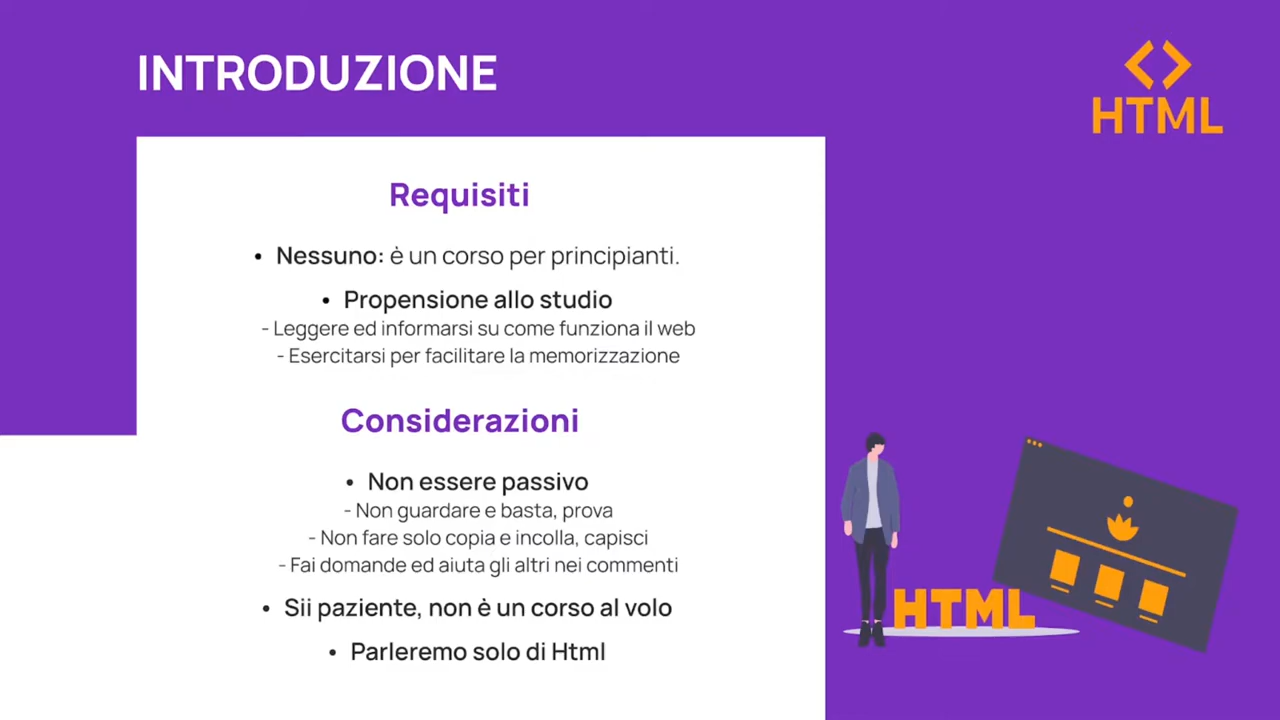 INTRODUZIONE
<> HTML
Requisiti
• Nessuno: è un corso per principianti.
• Propensione allo studio
- Leggere ed informarsi su come funziona il web
- Esercitarsi per facilitare la memorizzazione
Considerazioni
• Non essere passivo
- Non guardare e basta, prova
- Non fare solo copia e incolla, capisci
- Fai domande ed aiuta gli altri nei commenti
• Sii paziente, non è un corso al volo
• Parleremo solo di Html
HTML